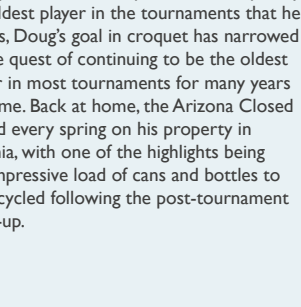 ldest player in the tournaments that he
s, Doug's goal in croquet has narrowed
e quest of continuing to be the oldest
r in most tournaments for many years
me. Back at home, the Arizona Closed
d every spring on his property in
ia, with one of the highlights being
mpressive load of cans and bottles to
cycled following the post-tournament
-up.